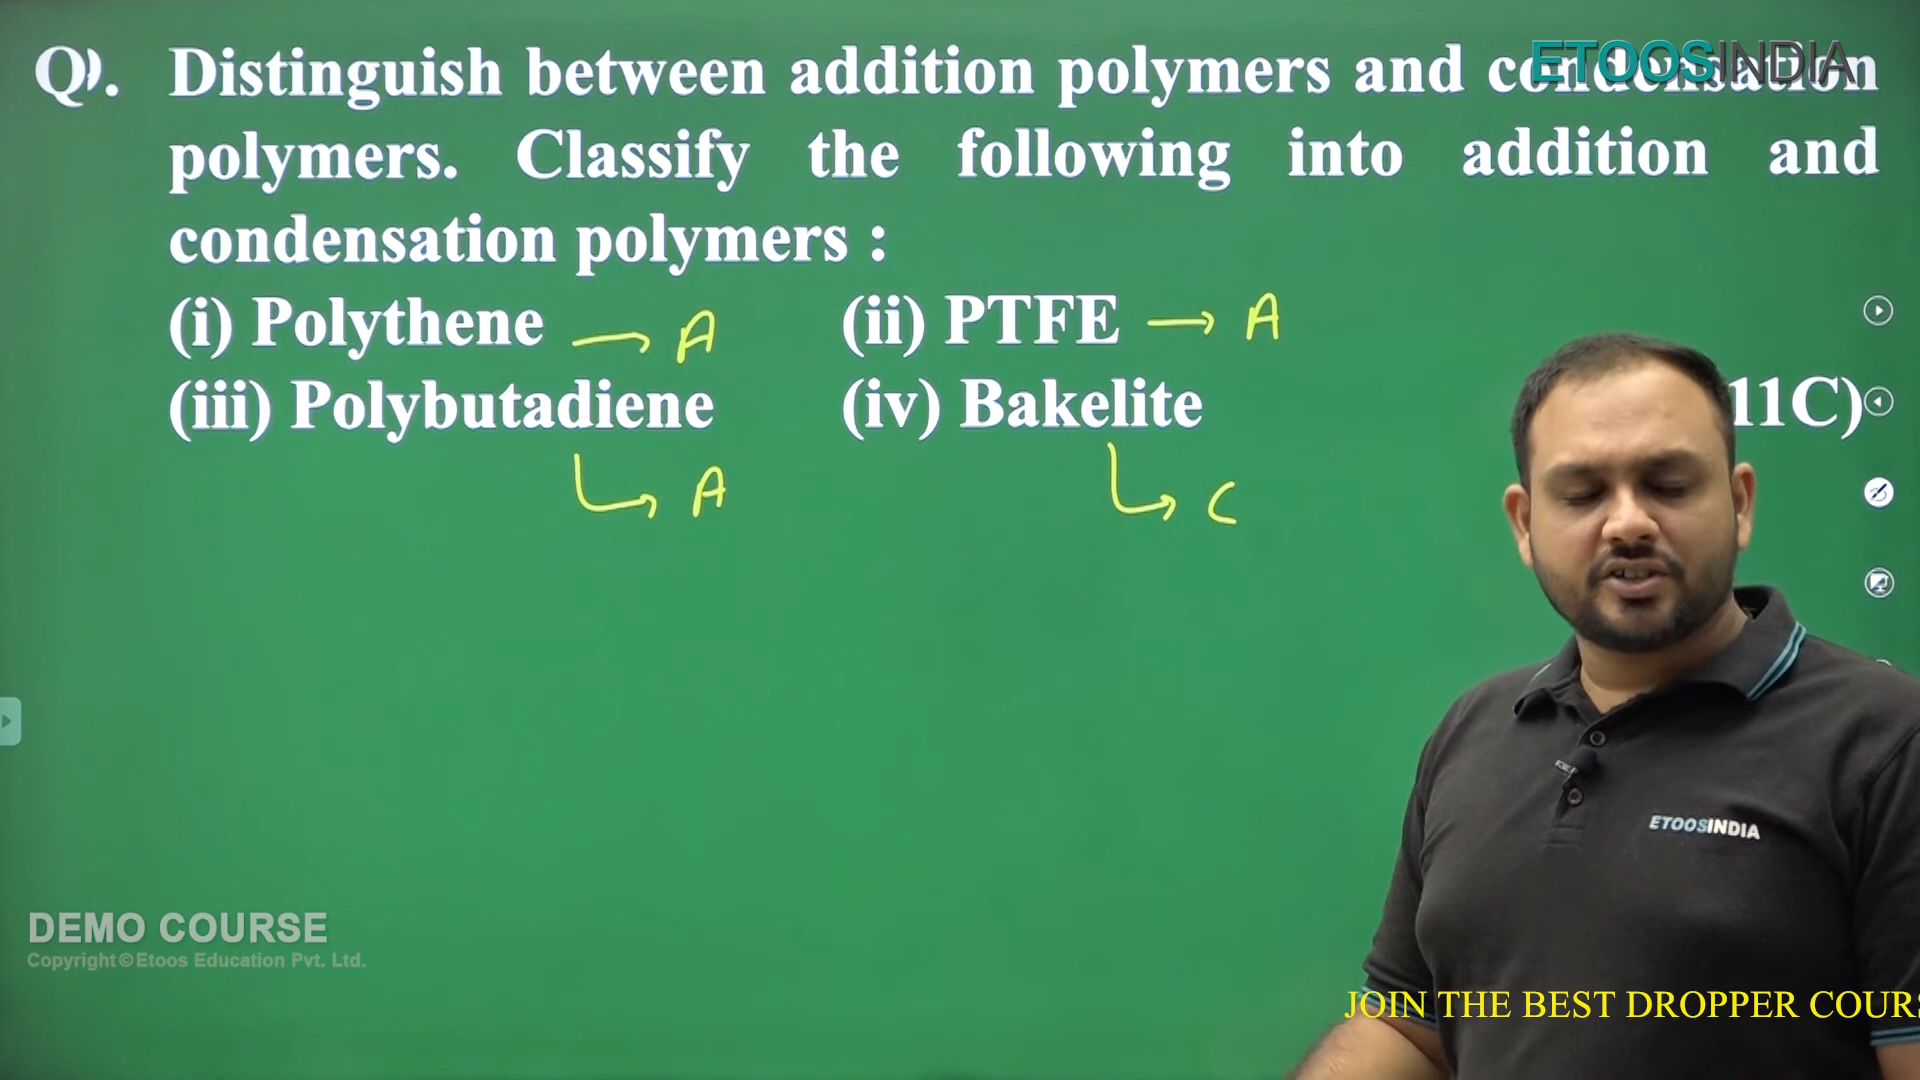 Q). Distinguish between addition polymers and condensation
ETOOSINDIA
polymers. Classify the following into addition and
condensation polymers :
(i) Polythene → A (ii) PTFE → A
(iii) Polybutadiene (iv) Bakelite 11C)
↳ A ↳ C
ETOOSINDIA
DEMO COURSE
Copyright © Etoos Education Pvt. Ltd.
JOIN THE BEST DROPPER COURS